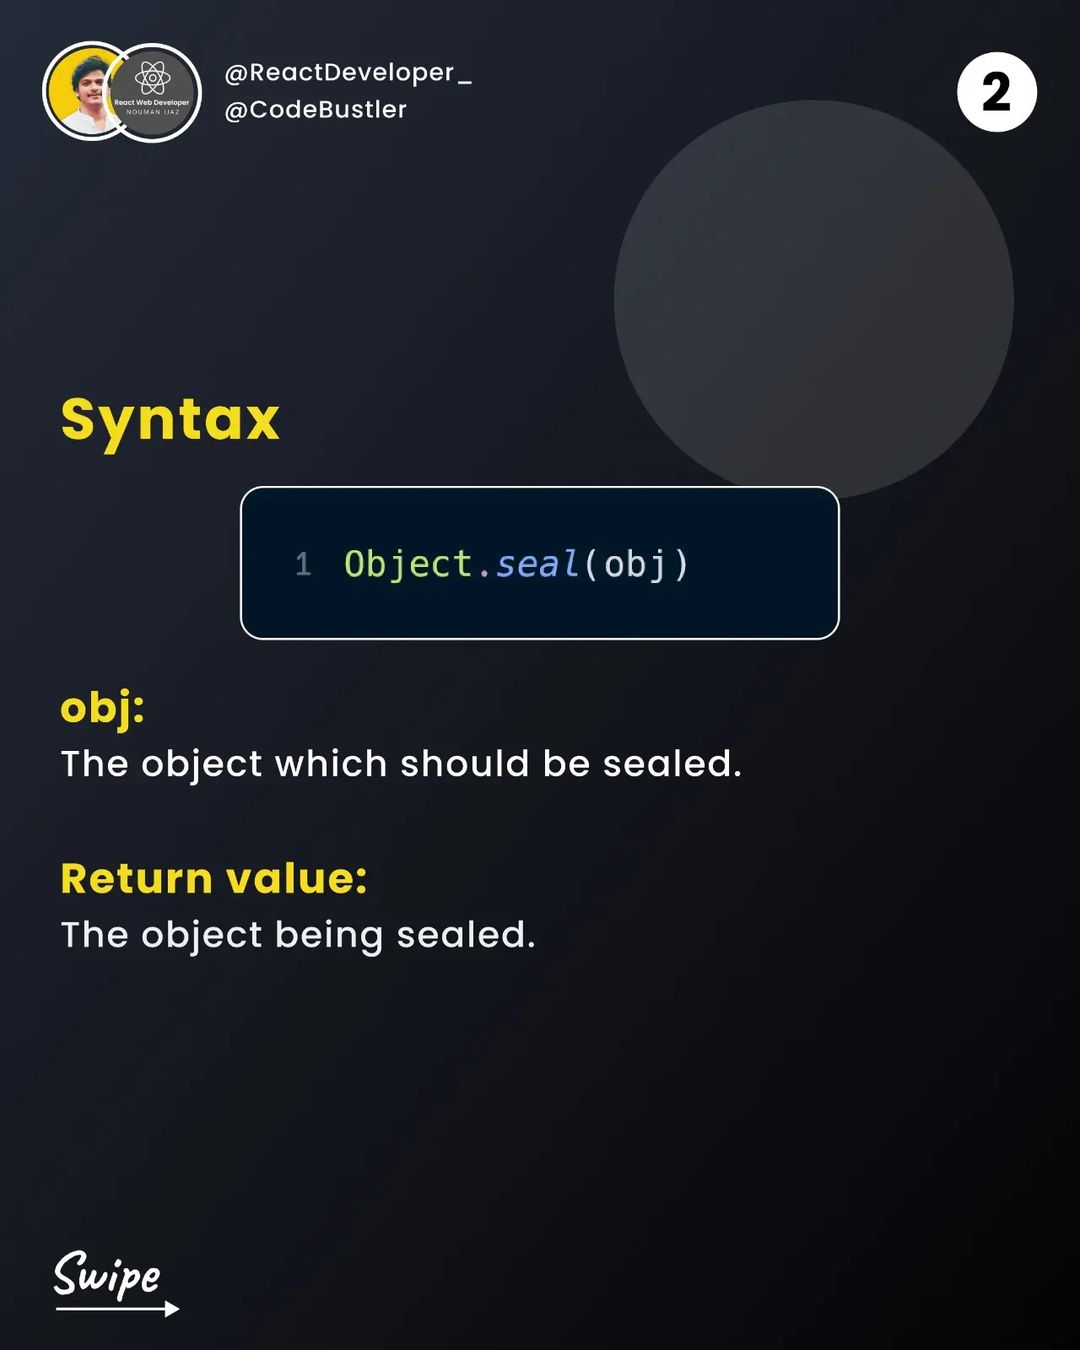 @ReactDeveloper_
@CodeBustler
React Web Developer
NOUMAN IJAZ
2
Syntax
1 Object.seal(obj)
obj:
The object which should be sealed.
Return value:
The object being sealed.
Swipe